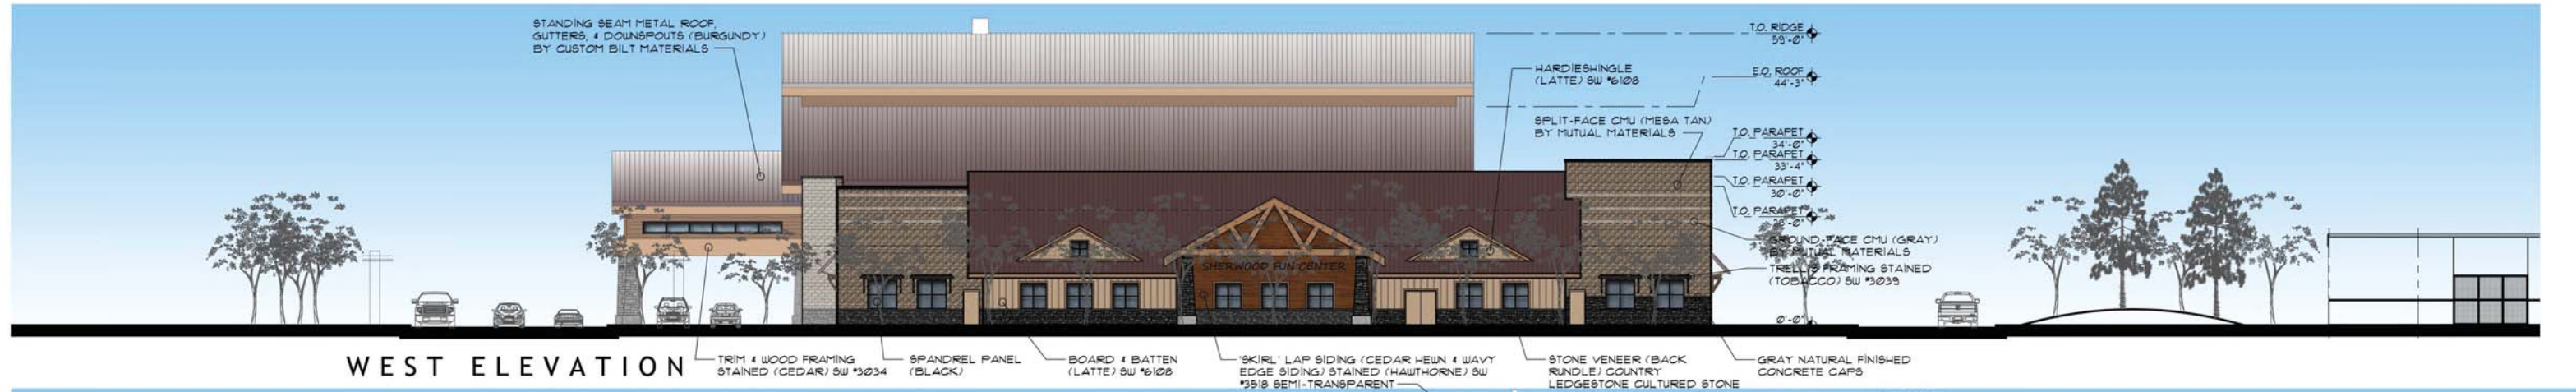 STANDING SEAM METAL ROOF,
GUTTERS, & DOWNSPOUTS (BURGUNDY)
BY CUSTOM BILT MATERIALS
T.O. RIDGE
59'-0"
HARDIESHINGLE
(LATTE) SW #6108
E.O. ROOF
44'-3"
SPLIT-FACE CMU (MESA TAN)
BY MUTUAL MATERIALS
T.O. PARAPET
34'-0"
T.O. PARAPET
33'-4"
T.O. PARAPET
30'-0"
T.O. PARAPET
GROUND-FACE CMU (GRAY)
BY MUTUAL MATERIALS
TRELLIS FRAMING STAINED
(TOBACCO) SW #3039
SHERWOOD FUN CENTER
0'-0"
WEST ELEVATION
TRIM & WOOD FRAMING
STAINED (CEDAR) SW #3034
SPANDREL PANEL
(BLACK)
BOARD & BATTEN
(LATTE) SW #6108
'SKIRL' LAP SIDING (CEDAR HEWN & WAVY
EDGE SIDING) STAINED (HAWTHORNE) SW
#3518 SEMI-TRANSPARENT
STONE VENEER (BACK
RUNDLE) COUNTRY
LEDGESTONE CULTURED STONE
GRAY NATURAL FINISHED
CONCRETE CAPS